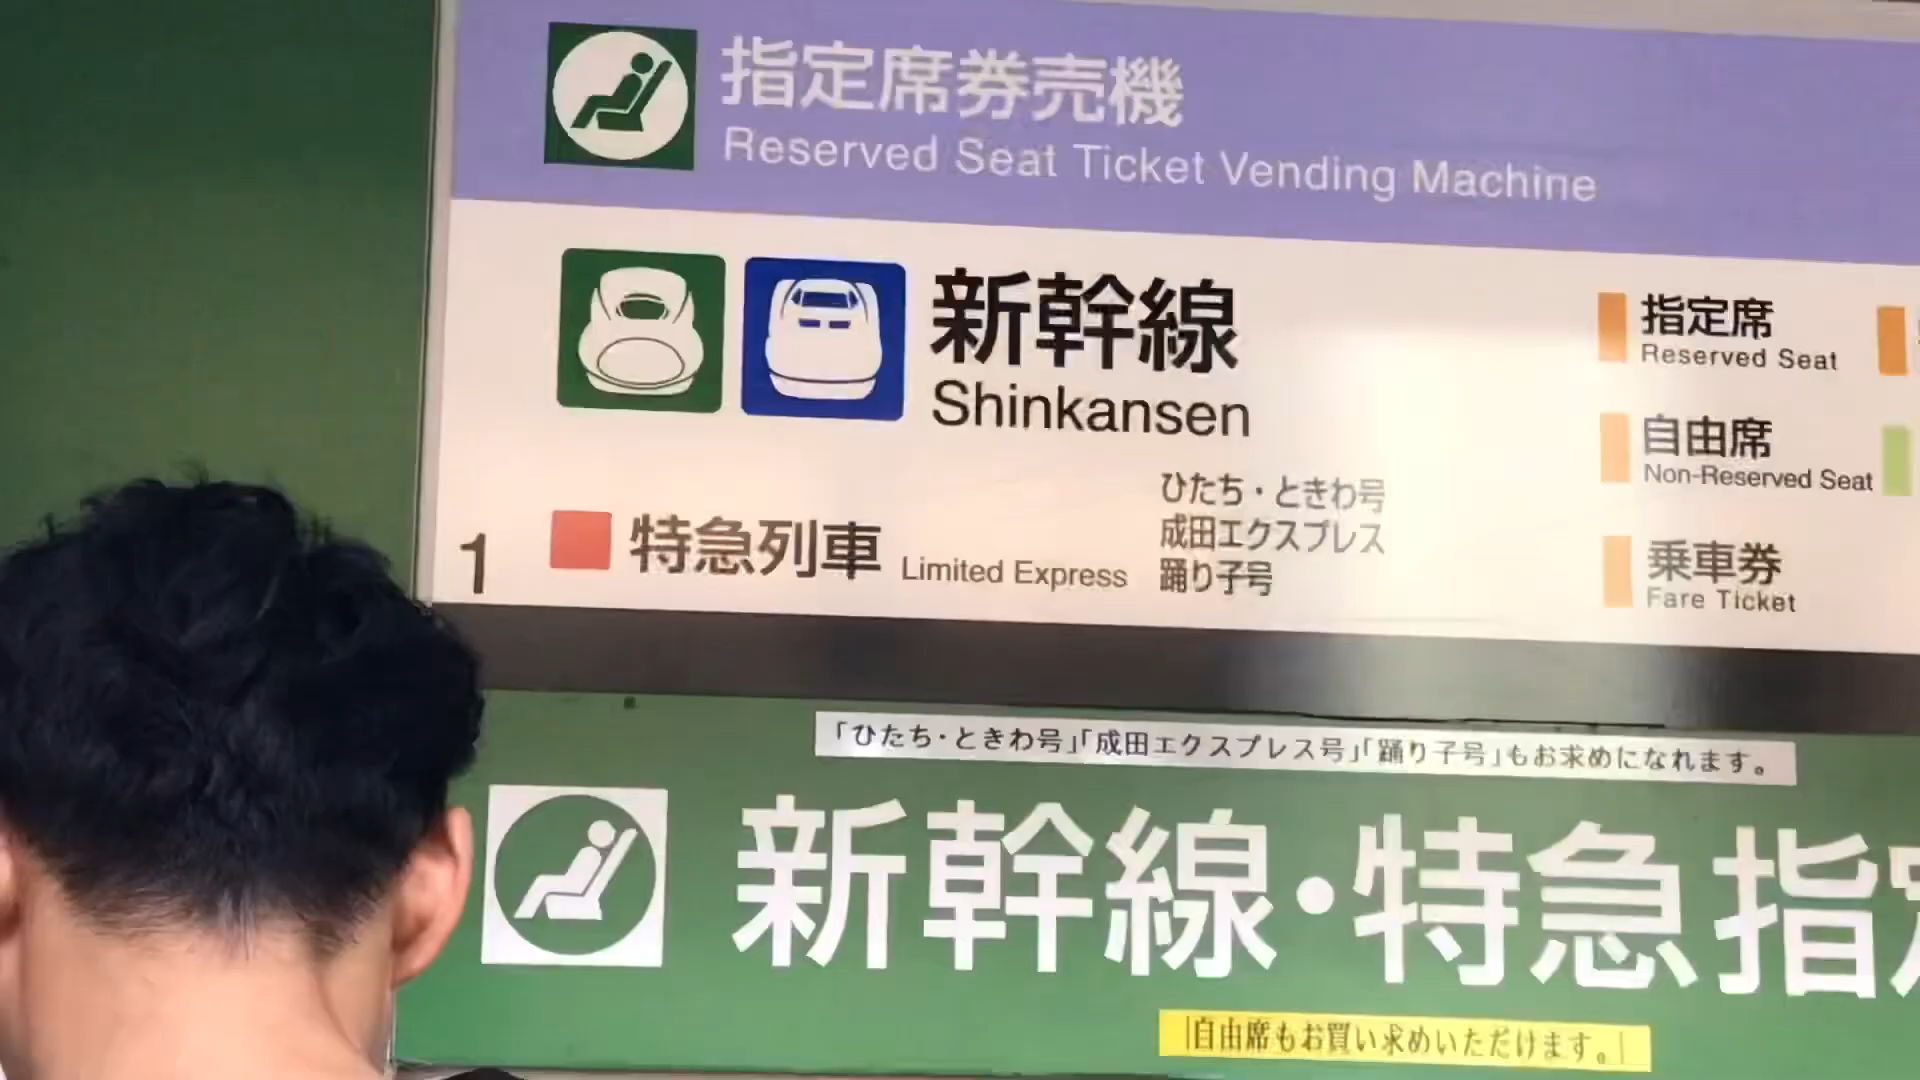 指定席券売機
Reserved Seat Ticket Vending Machine
新幹線
Shinkansen
指定席
Reserved Seat
自由席
Non-Reserved Seat
1
特急列車 Limited Express
ひたち・ときわ号
成田エクスプレス
踊り子号
乗車券
Fare Ticket
「ひたち・ときわ号」「成田エクスプレス号」「踊り子号」もお求めになれます。
新幹線・特急指
自由席もお買い求めいただけます。